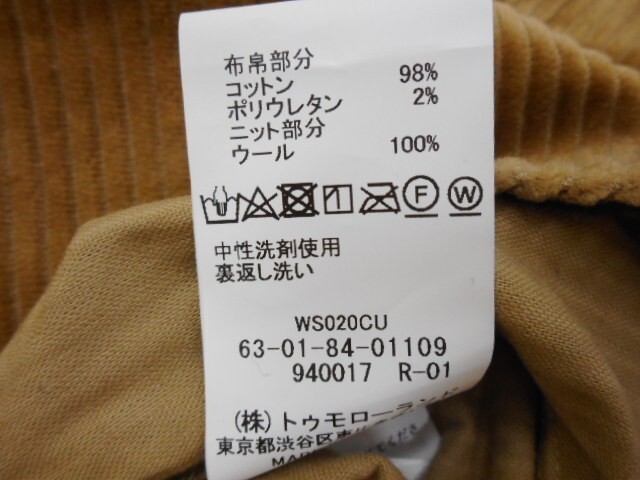 布帛部分
コットン 98%
ポリウレタン 2%
ニット部分
ウール 100%
F W
中性洗剤使用
裏返し洗い
WS020CU
63-01-84-01109
940017 R-01
(株)トゥモローランド
東京都渋谷区